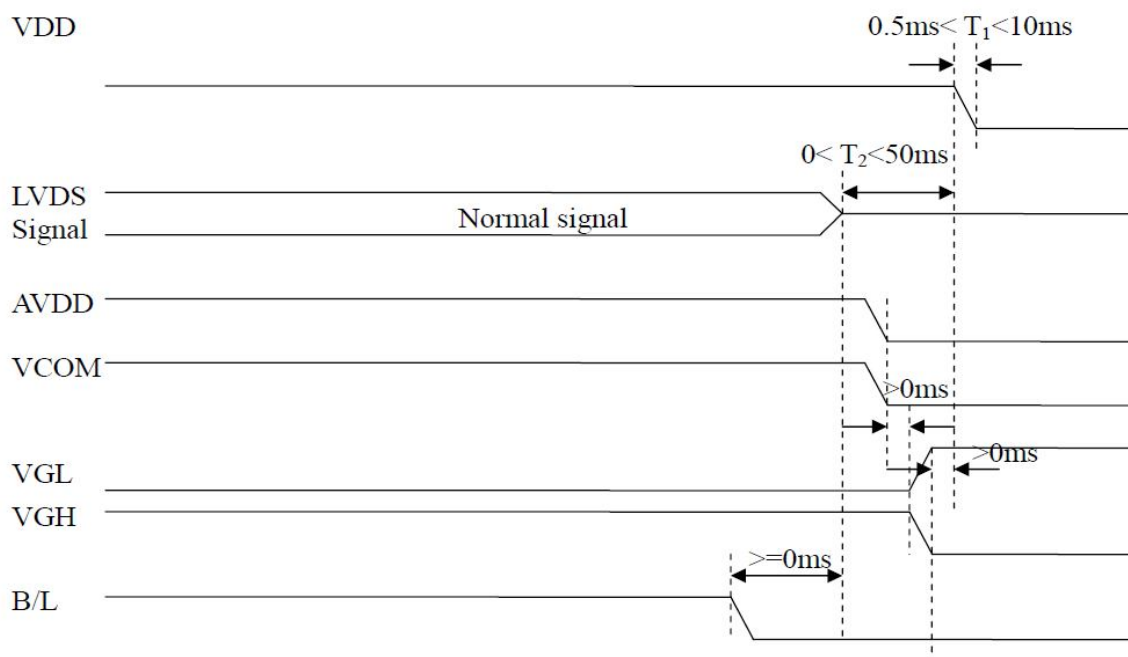 VDD
0.5ms< T₁<10ms
0< T₂<50ms
LVDS
Signal
Normal signal
AVDD
VCOM
>0ms
VGL
>0ms
VGH
>=0ms
B/L